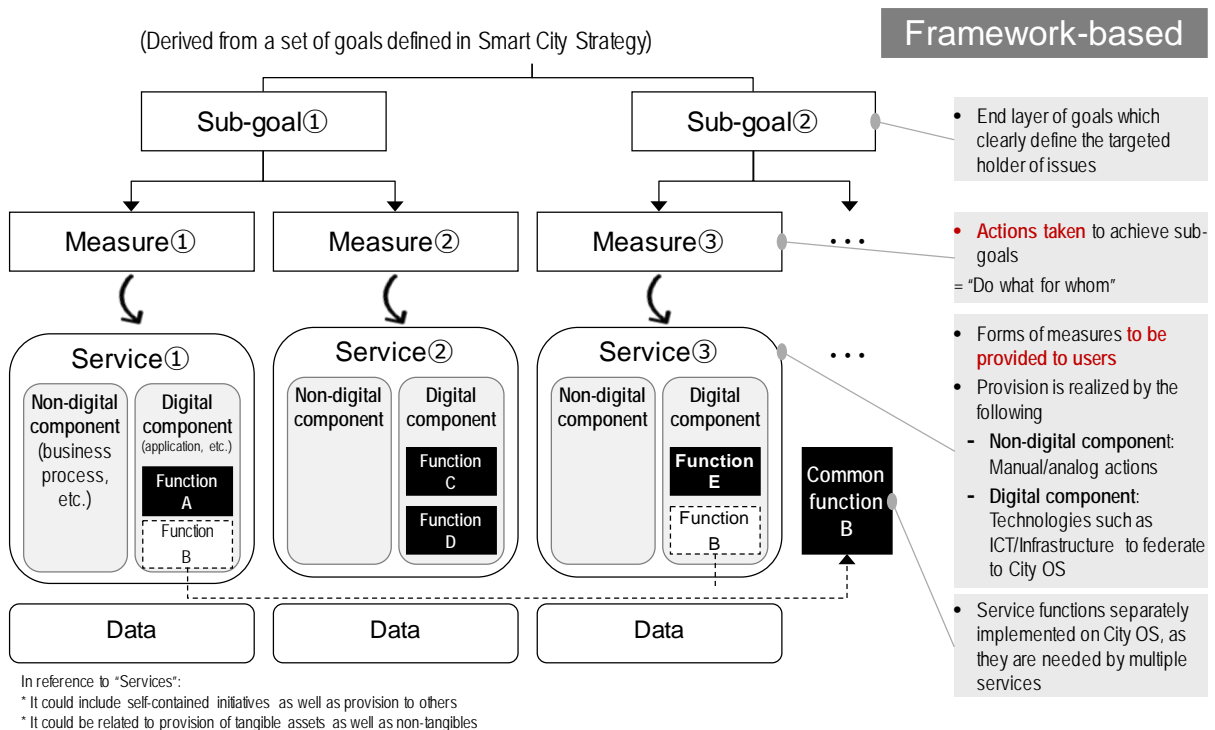 (Derived from a set of goals defined in Smart City Strategy)
Framework-based
Sub-goal①
Sub-goal②
• End layer of goals which
clearly define the targeted
holder of issues
Measure①
Measure②
Measure③
...
• Actions taken to achieve sub-
goals
= “Do what for whom”
Service①
Non-digital
component
(business
process,
etc.)
Digital
component
(application, etc.)
Function
A
Function
B
Service②
Non-digital
component
Digital
component
Function
C
Function
D
Service③
Non-digital
component
Digital
component
Function
E
Function
B
...
Common
function
B
• Forms of measures to be
provided to users
• Provision is realized by the
following
- Non-digital component:
Manual/analog actions
- Digital component:
Technologies such as
ICT/Infrastructure to federate
to City OS
• Service functions separately
implemented on City OS, as
they are needed by multiple
services
Data
Data
Data
In reference to “Services”:
* It could include self-contained initiatives as well as provision to others
* It could be related to provision of tangible assets as well as non-tangibles